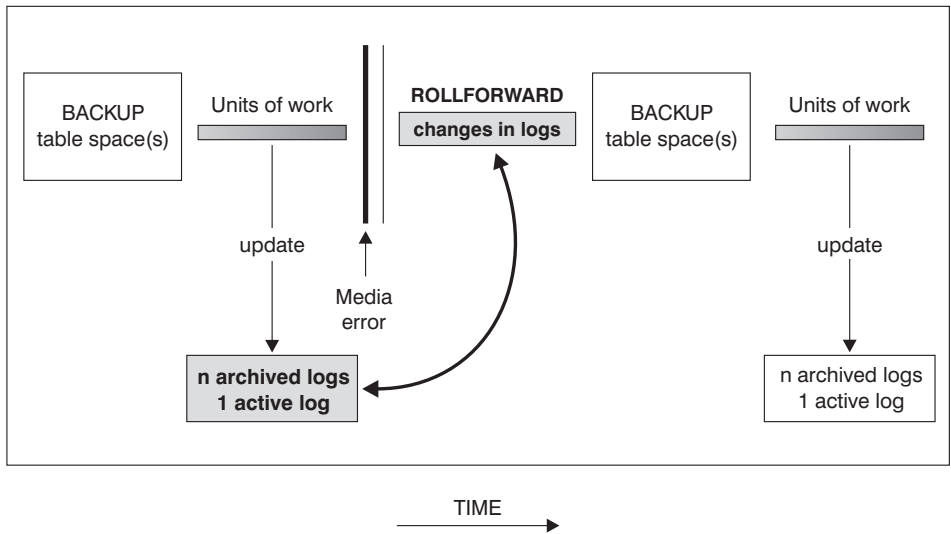 BACKUP
table space(s)
Units of work
update
n archived logs
1 active log
Media
error
ROLLFORWARD
changes in logs
BACKUP
table space(s)
Units of work
update
n archived logs
1 active log
TIME